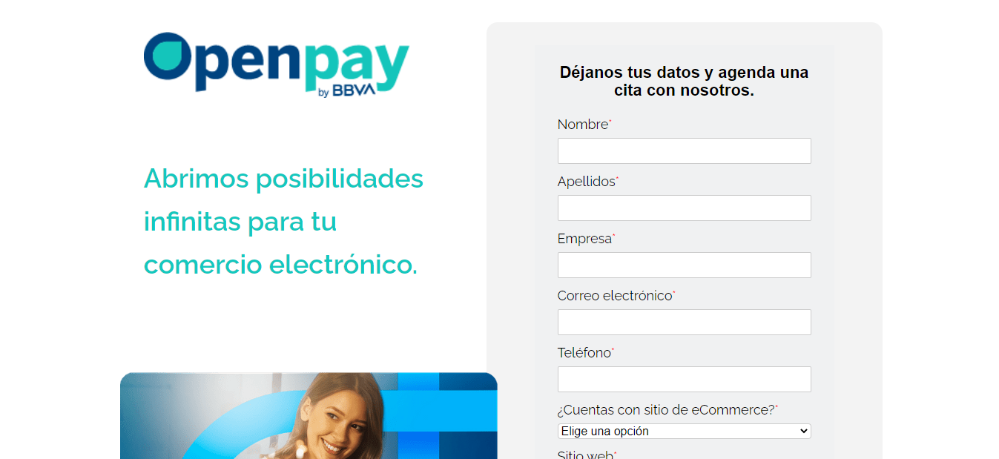 Openpay
by BBVA
Abrimos posibilidades
infinitas para tu
comercio electrónico.
Déjanos tus datos y agenda una
cita con nosotros.
Nombre*
Apellidos*
Empresa*
Correo electrónico*
Teléfono*
¿Cuentas con sitio de eCommerce?*
Elige una opción
Sitio web*